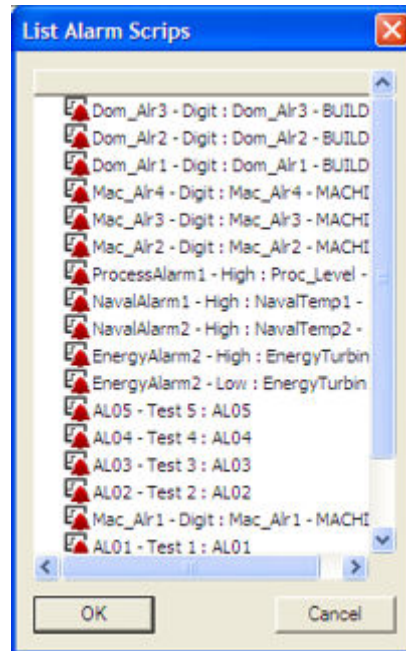 List Alarm Scrips
Dom_Alr3 - Digit : Dom_Alr3 - BUILD
Dom_Alr2 - Digit : Dom_Alr2 - BUILD
Dom_Alr1 - Digit : Dom_Alr1 - BUILD
Mac_Alr4 - Digit : Mac_Alr4 - MACHI
Mac_Alr3 - Digit : Mac_Alr3 - MACHI
Mac_Alr2 - Digit : Mac_Alr2 - MACHI
ProcessAlarm1 - High : Proc_Level -
NavalAlarm1 - High : NavalTemp1 -
NavalAlarm2 - High : NavalTemp2 -
EnergyAlarm2 - High : EnergyTurbin
EnergyAlarm2 - Low : EnergyTurbin
AL05 - Test 5 : AL05
AL04 - Test 4 : AL04
AL03 - Test 3 : AL03
AL02 - Test 2 : AL02
Mac_Alr1 - Digit : Mac_Alr1 - MACHI
AL01 - Test 1 : AL01
OK Cancel